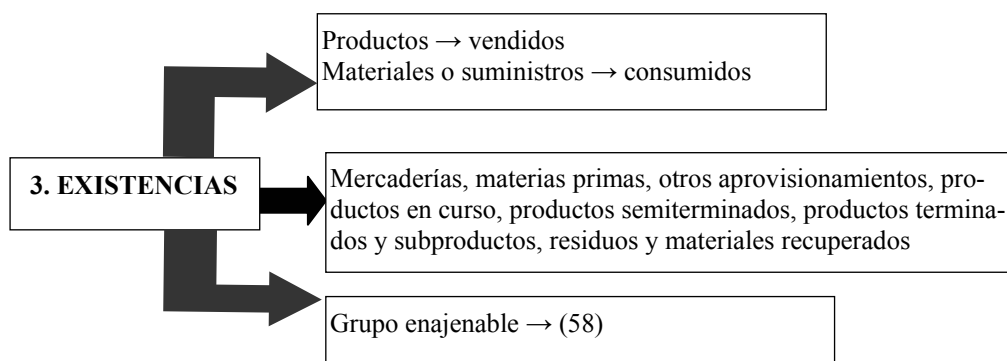 Productos → vendidos
Materiales o suministros → consumidos
3. EXISTENCIAS
Mercaderías, materias primas, otros aprovisionamientos, pro-
ductos en curso, productos semiterminados, productos termina-
dos y subproductos, residuos y materiales recuperados
Grupo enajenable → (58)